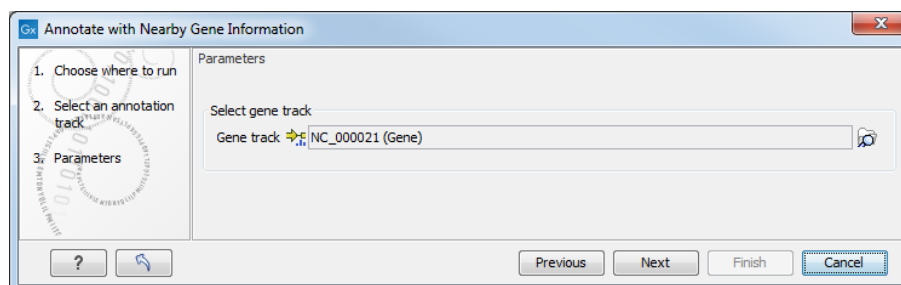 Gx Annotate with Nearby Gene Information
X
1. Choose where to run
2. Select an annotation
track
3. Parameters
Parameters
Select gene track
Gene track NC_000021 (Gene)
?
Previous Next Finish Cancel